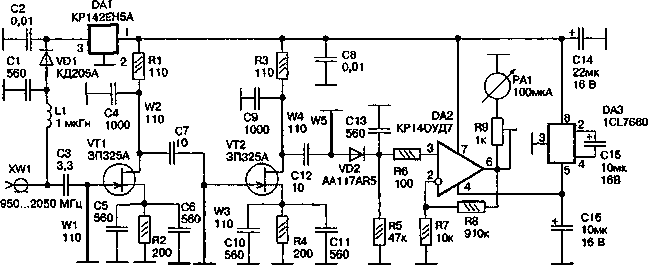 C2
0,01
DA1
КР142ЕН5А
3
1
2
VD1
КД205А
C1
560
R1
110
R3
110
C8
0,01
C14
22мк
16 В
PA1
100мкА
L1
1 мкГн
C4
1000
W2
110
C9
1000
W4
110
W5
C13
560
DA2
КР140УД7
R9
1к
DA3
1CL7660
8
2
3
4
5
C15
10мк
16В
XW1
950...2050 МГц
C3
3,3
VT1
ЗП325А
C7
10
VT2
ЗП325А
C12
10
VD2
АА117АR5
R6
100
3
2
7
6
4
W1
110
C5
560
R2
200
C6
560
W3
110
C10
560
R4
200
C11
560
R5
47к
R7
10к
R8
910к
C16
10мк
16 В